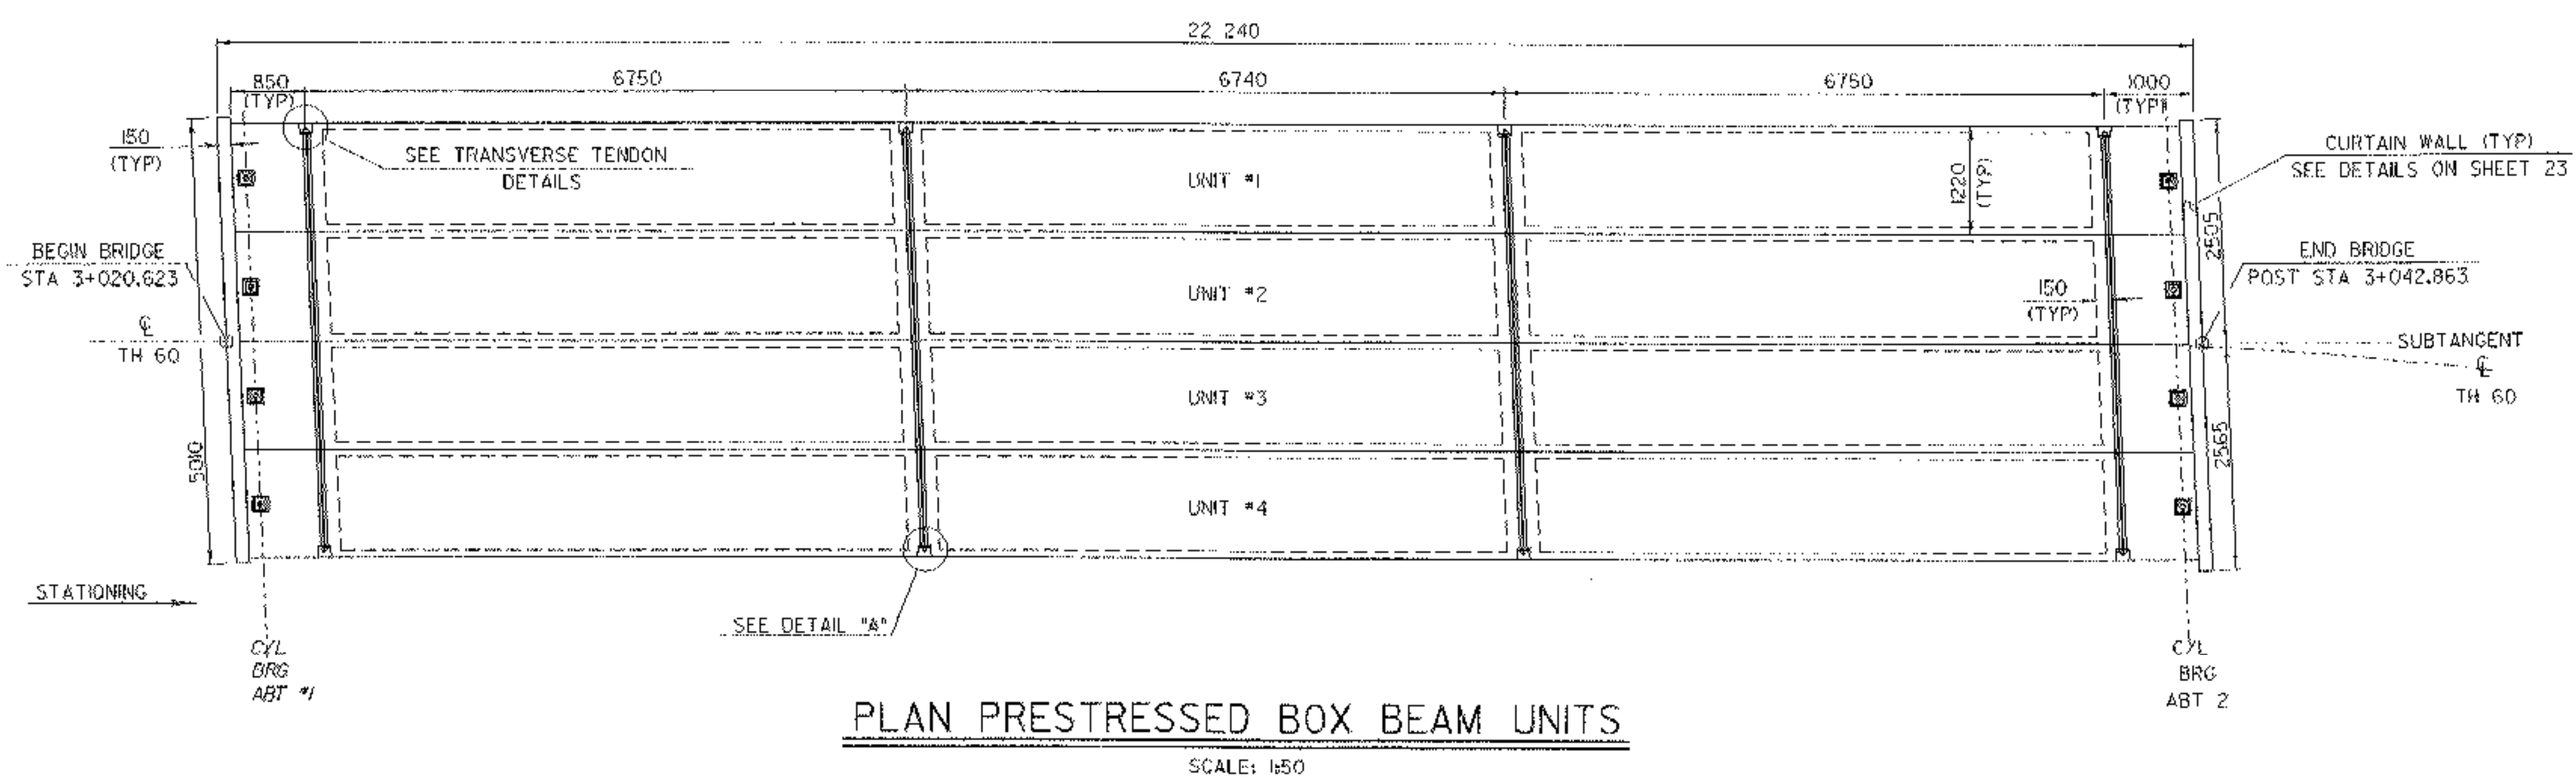 22 240
850
(TYP)
6750
6740
6750
1000
(TYP)
150
(TYP)
SEE TRANSVERSE TENDON
DETAILS
UNIT #1
1220
(TYP)
CURTAIN WALL (TYP)
SEE DETAILS ON SHEET 23
BEGIN BRIDGE
STA 3+020.623
UNIT #2
150
(TYP)
2505
END BRIDGE
POST STA 3+042.863
℄
TH 60
SUBTANGENT
℄
TH 60
UNIT #3
5010
2565
UNIT #4
STATIONING
SEE DETAIL "A"
CYL
BRG
ABT #1
CYL
BRG
ABT 2
PLAN PRESTRESSED BOX BEAM UNITS
SCALE: 1:50